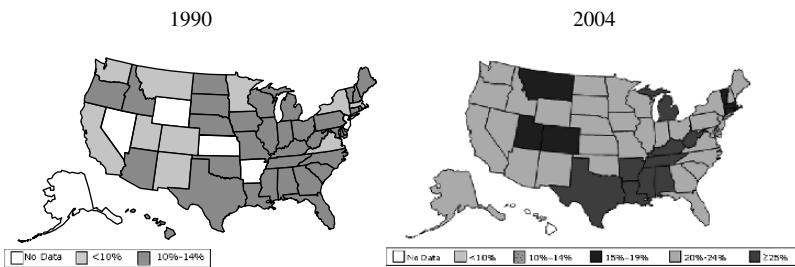 1990
2004
No Data <10% 10%-14%
No Data <10% 10%-14% 15%-19% 20%-24% ≥25%